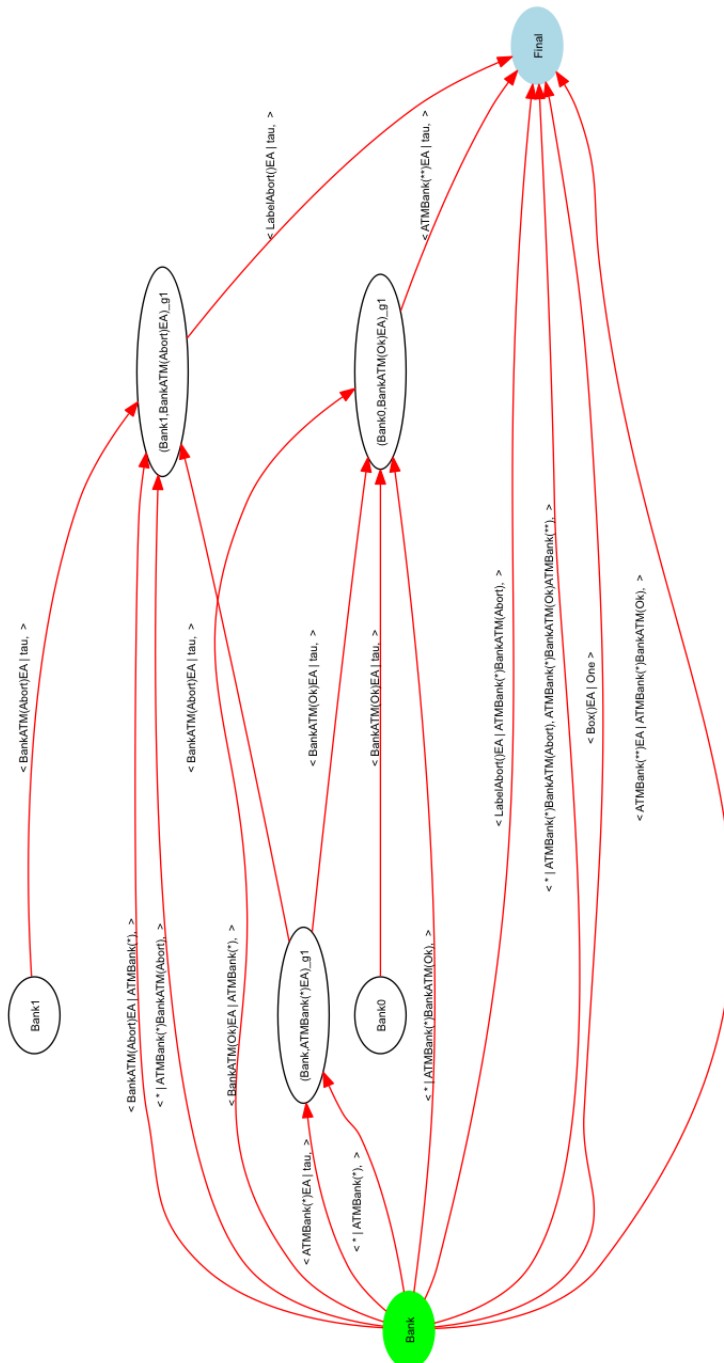 Final
< LabelAbort()EA | tau,  >
< ATMBank(**)EA | tau,  >
(Bank1,BankATM(Abort)EA)_g1
(Bank0,BankATM(Ok)EA)_g1
< BankATM(Abort)EA | tau,  >
< BankATM(Abort)EA | tau,  >
< BankATM(Ok)EA | tau,  >
< BankATM(Ok)EA | tau,  >
< LabelAbort()EA | ATMBank(*)BankATM(Abort),  >
< * | ATMBank(*)BankATM(Abort), ATMBank(*)BankATM(Ok)ATMBank(**),  >
< Box()EA | One >
< ATMBank(**)EA | ATMBank(*)BankATM(Ok),  >
Bank1
< BankATM(Abort)EA | ATMBank(*),  >
< * | ATMBank(*)BankATM(Abort),  >
< BankATM(Ok)EA | ATMBank(*),  >
(Bank,ATMBank(*)EA)_g1
Bank0
< * | ATMBank(*)BankATM(Ok),  >
< ATMBank(*)EA | tau,  >
< * | ATMBank(*),  >
Bank